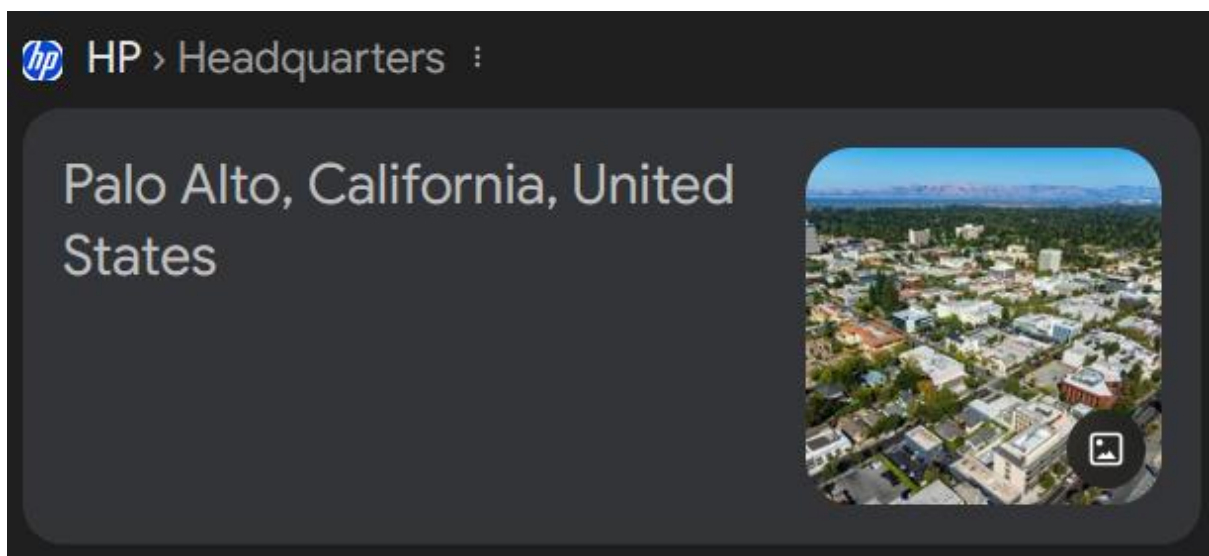 hp HP › Headquarters
Palo Alto, California, United
States